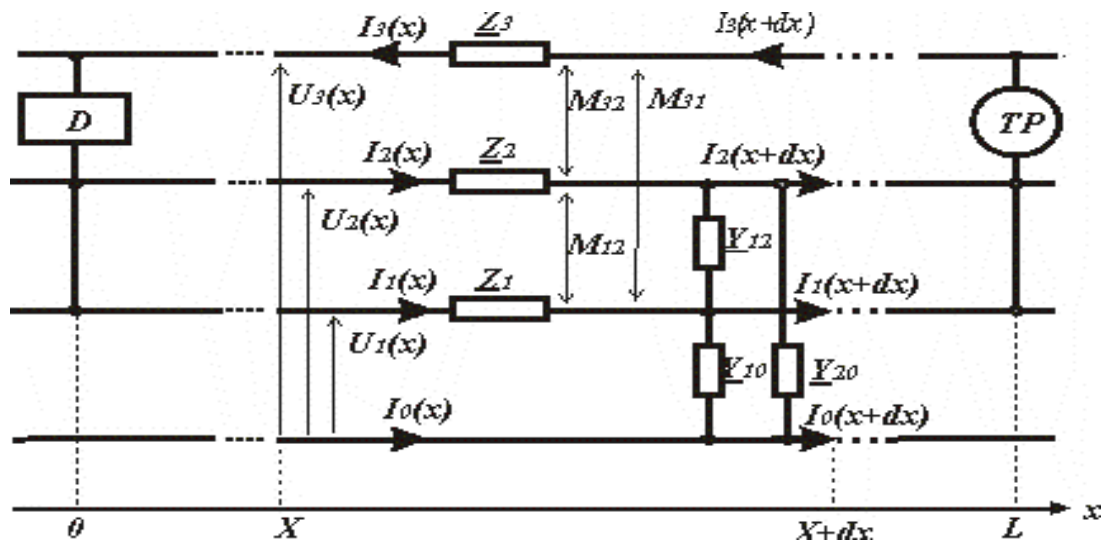 I3(x) Z3 I3(x+dx)
U3(x) M32 M31
D TP
I2(x) Z2 I2(x+dx)
U2(x) M12 Y12
I1(x) Z1 I1(x+dx)
U1(x) Y10 Y20
I0(x) I0(x+dx)
0 X X+dx L x